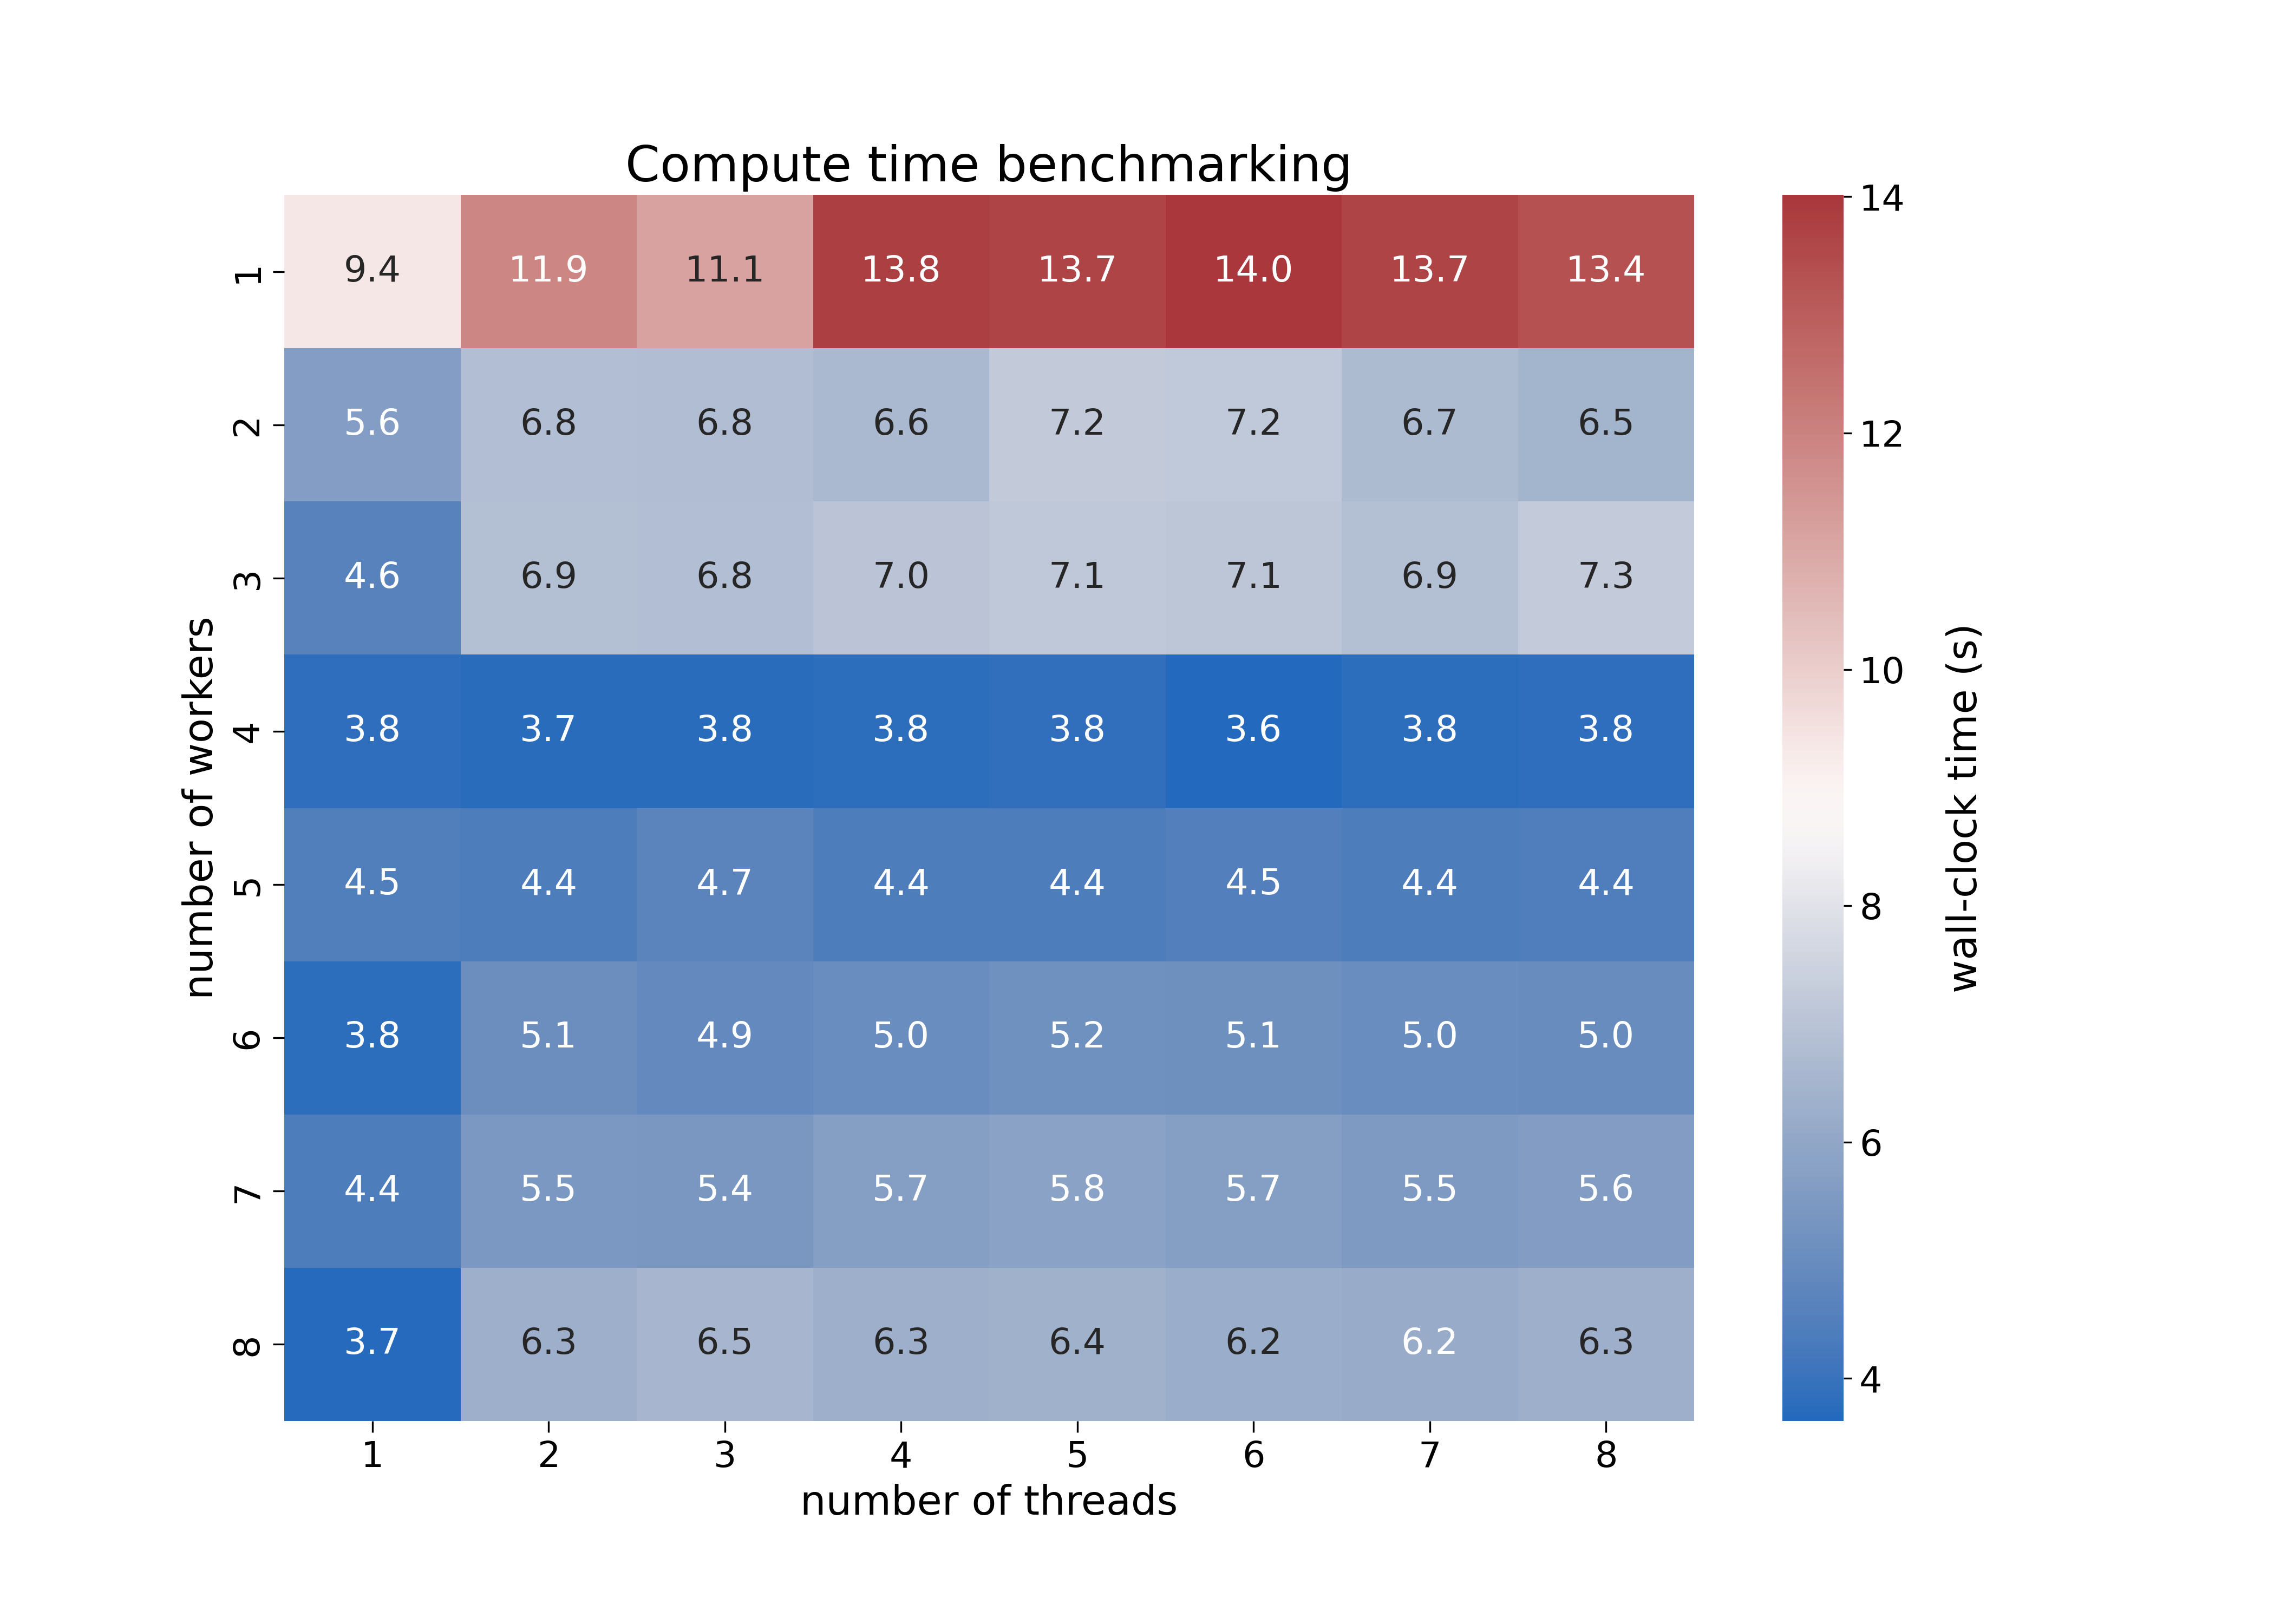 Compute time benchmarking
1 9.4 11.9 11.1 13.8 13.7 14.0 13.7 13.4
2 5.6 6.8 6.8 6.6 7.2 7.2 6.7 6.5
3 4.6 6.9 6.8 7.0 7.1 7.1 6.9 7.3
4 3.8 3.7 3.8 3.8 3.8 3.6 3.8 3.8
5 4.5 4.4 4.7 4.4 4.4 4.5 4.4 4.4
6 3.8 5.1 4.9 5.0 5.2 5.1 5.0 5.0
7 4.4 5.5 5.4 5.7 5.8 5.7 5.5 5.6
8 3.7 6.3 6.5 6.3 6.4 6.2 6.2 6.3
1 2 3 4 5 6 7 8
number of threads
number of workers
14
12
10
8
6
4
wall-clock time (s)